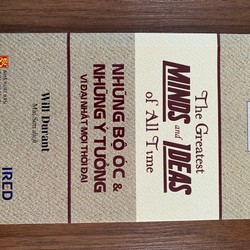 The Greatest
MINDS and IDEAS
of All Time
NHỮNG BỘ ÓC &
NHỮNG Ý TƯỞNG
VĨ ĐẠI NHẤT MỌI THỜI ĐẠI
Will Durant
IRED